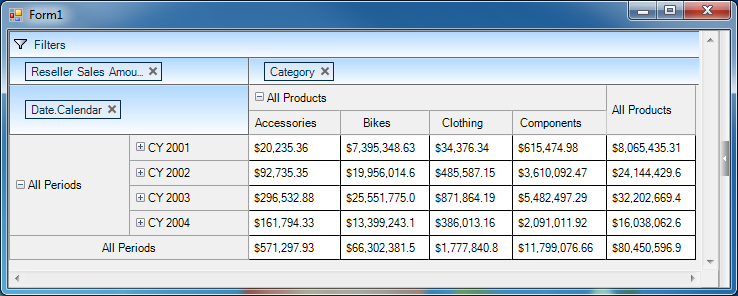 Form1
Filters
Reseller Sales Amou...
Category
Date.Calendar
All Products
All Products
Accessories Bikes Clothing Components
CY 2001 $20,235.36 $7,395,348.63 $34,376.34 $615,474.98 $8,065,435.31
CY 2002 $92,735.35 $19,956,014.6 $485,587.15 $3,610,092.47 $24,144,429.6
All Periods
CY 2003 $296,532.88 $25,551,775.0 $871,864.19 $5,482,497.29 $32,202,669.4
CY 2004 $161,794.33 $13,399,243.1 $386,013.16 $2,091,011.92 $16,038,062.6
All Periods $571,297.93 $66,302,381.5 $1,777,840.8 $11,799,076.66 $80,450,596.9